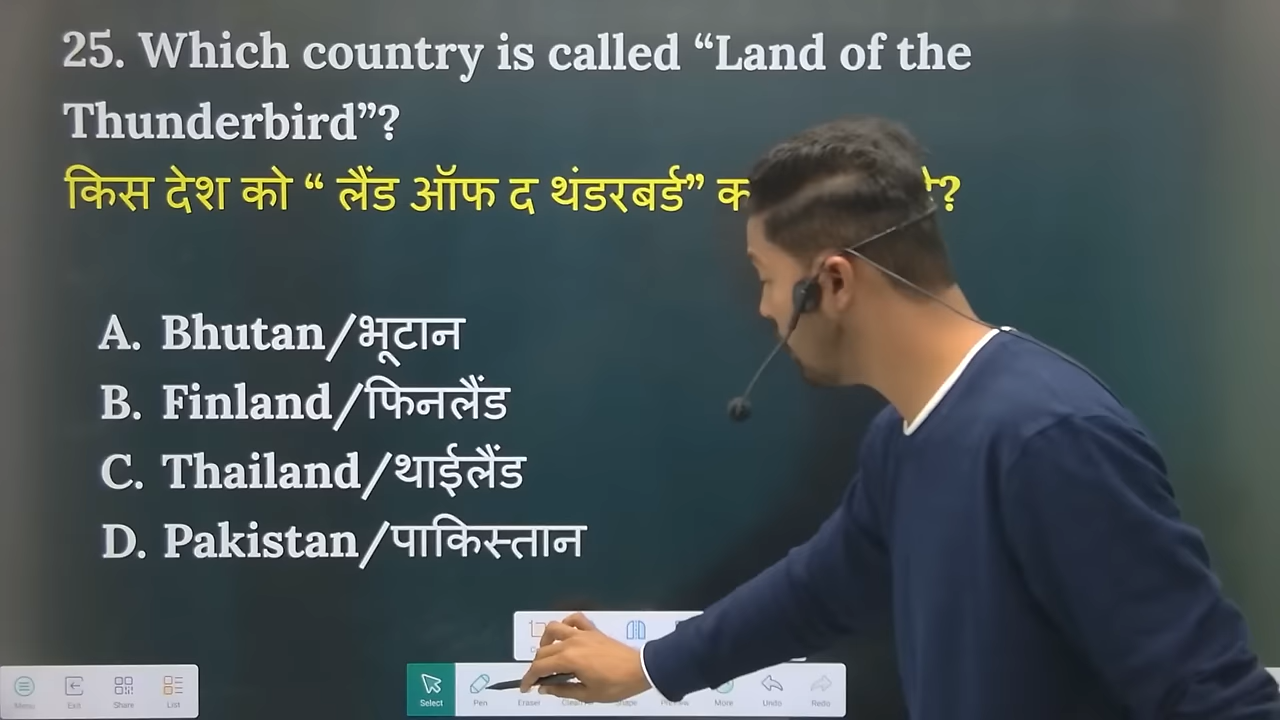 25. Which country is called “Land of the
Thunderbird”?
किस देश को “ लैंड ऑफ द थंडरबर्ड”
A. Bhutan/भूटान
B. Finland/फिनलैंड
C. Thailand/थाईलैंड
D. Pakistan/पाकिस्तान
Menu Exit Share List Select Pen Eraser More Undo Redo